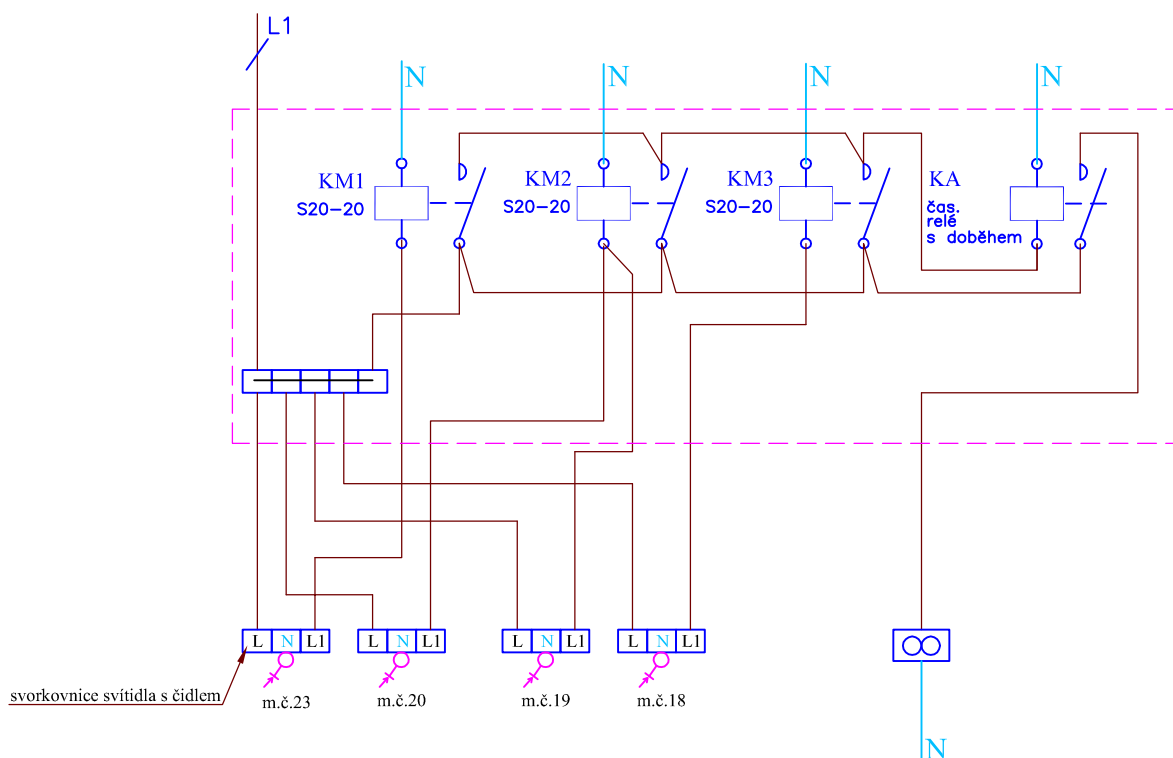 L1
N
N
N
N
KM1
S20-20
KM2
S20-20
KM3
S20-20
KA
čas.
relé
s doběhem
L N L1
L N L1
L N L1
L N L1
svorkovnice svítidla s čidlem
m.č.23
m.č.20
m.č.19
m.č.18
N